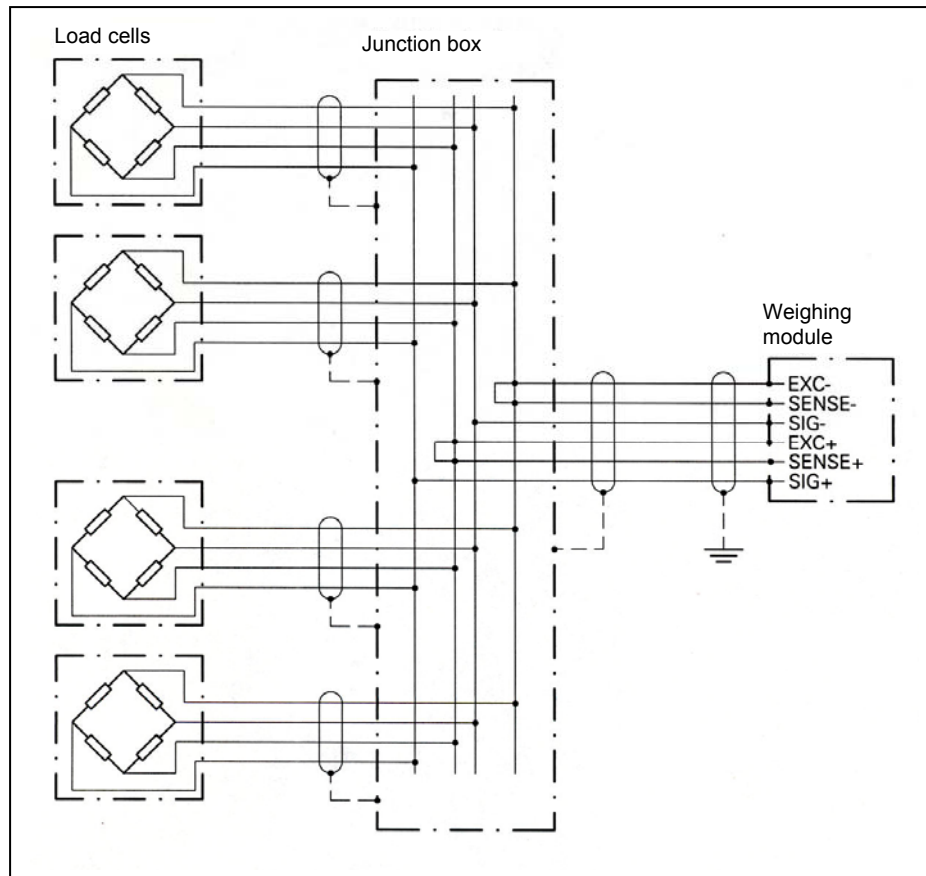 Load cells
Junction box
Weighing
module
EXC-
SENSE-
SIG-
EXC+
SENSE+
SIG+